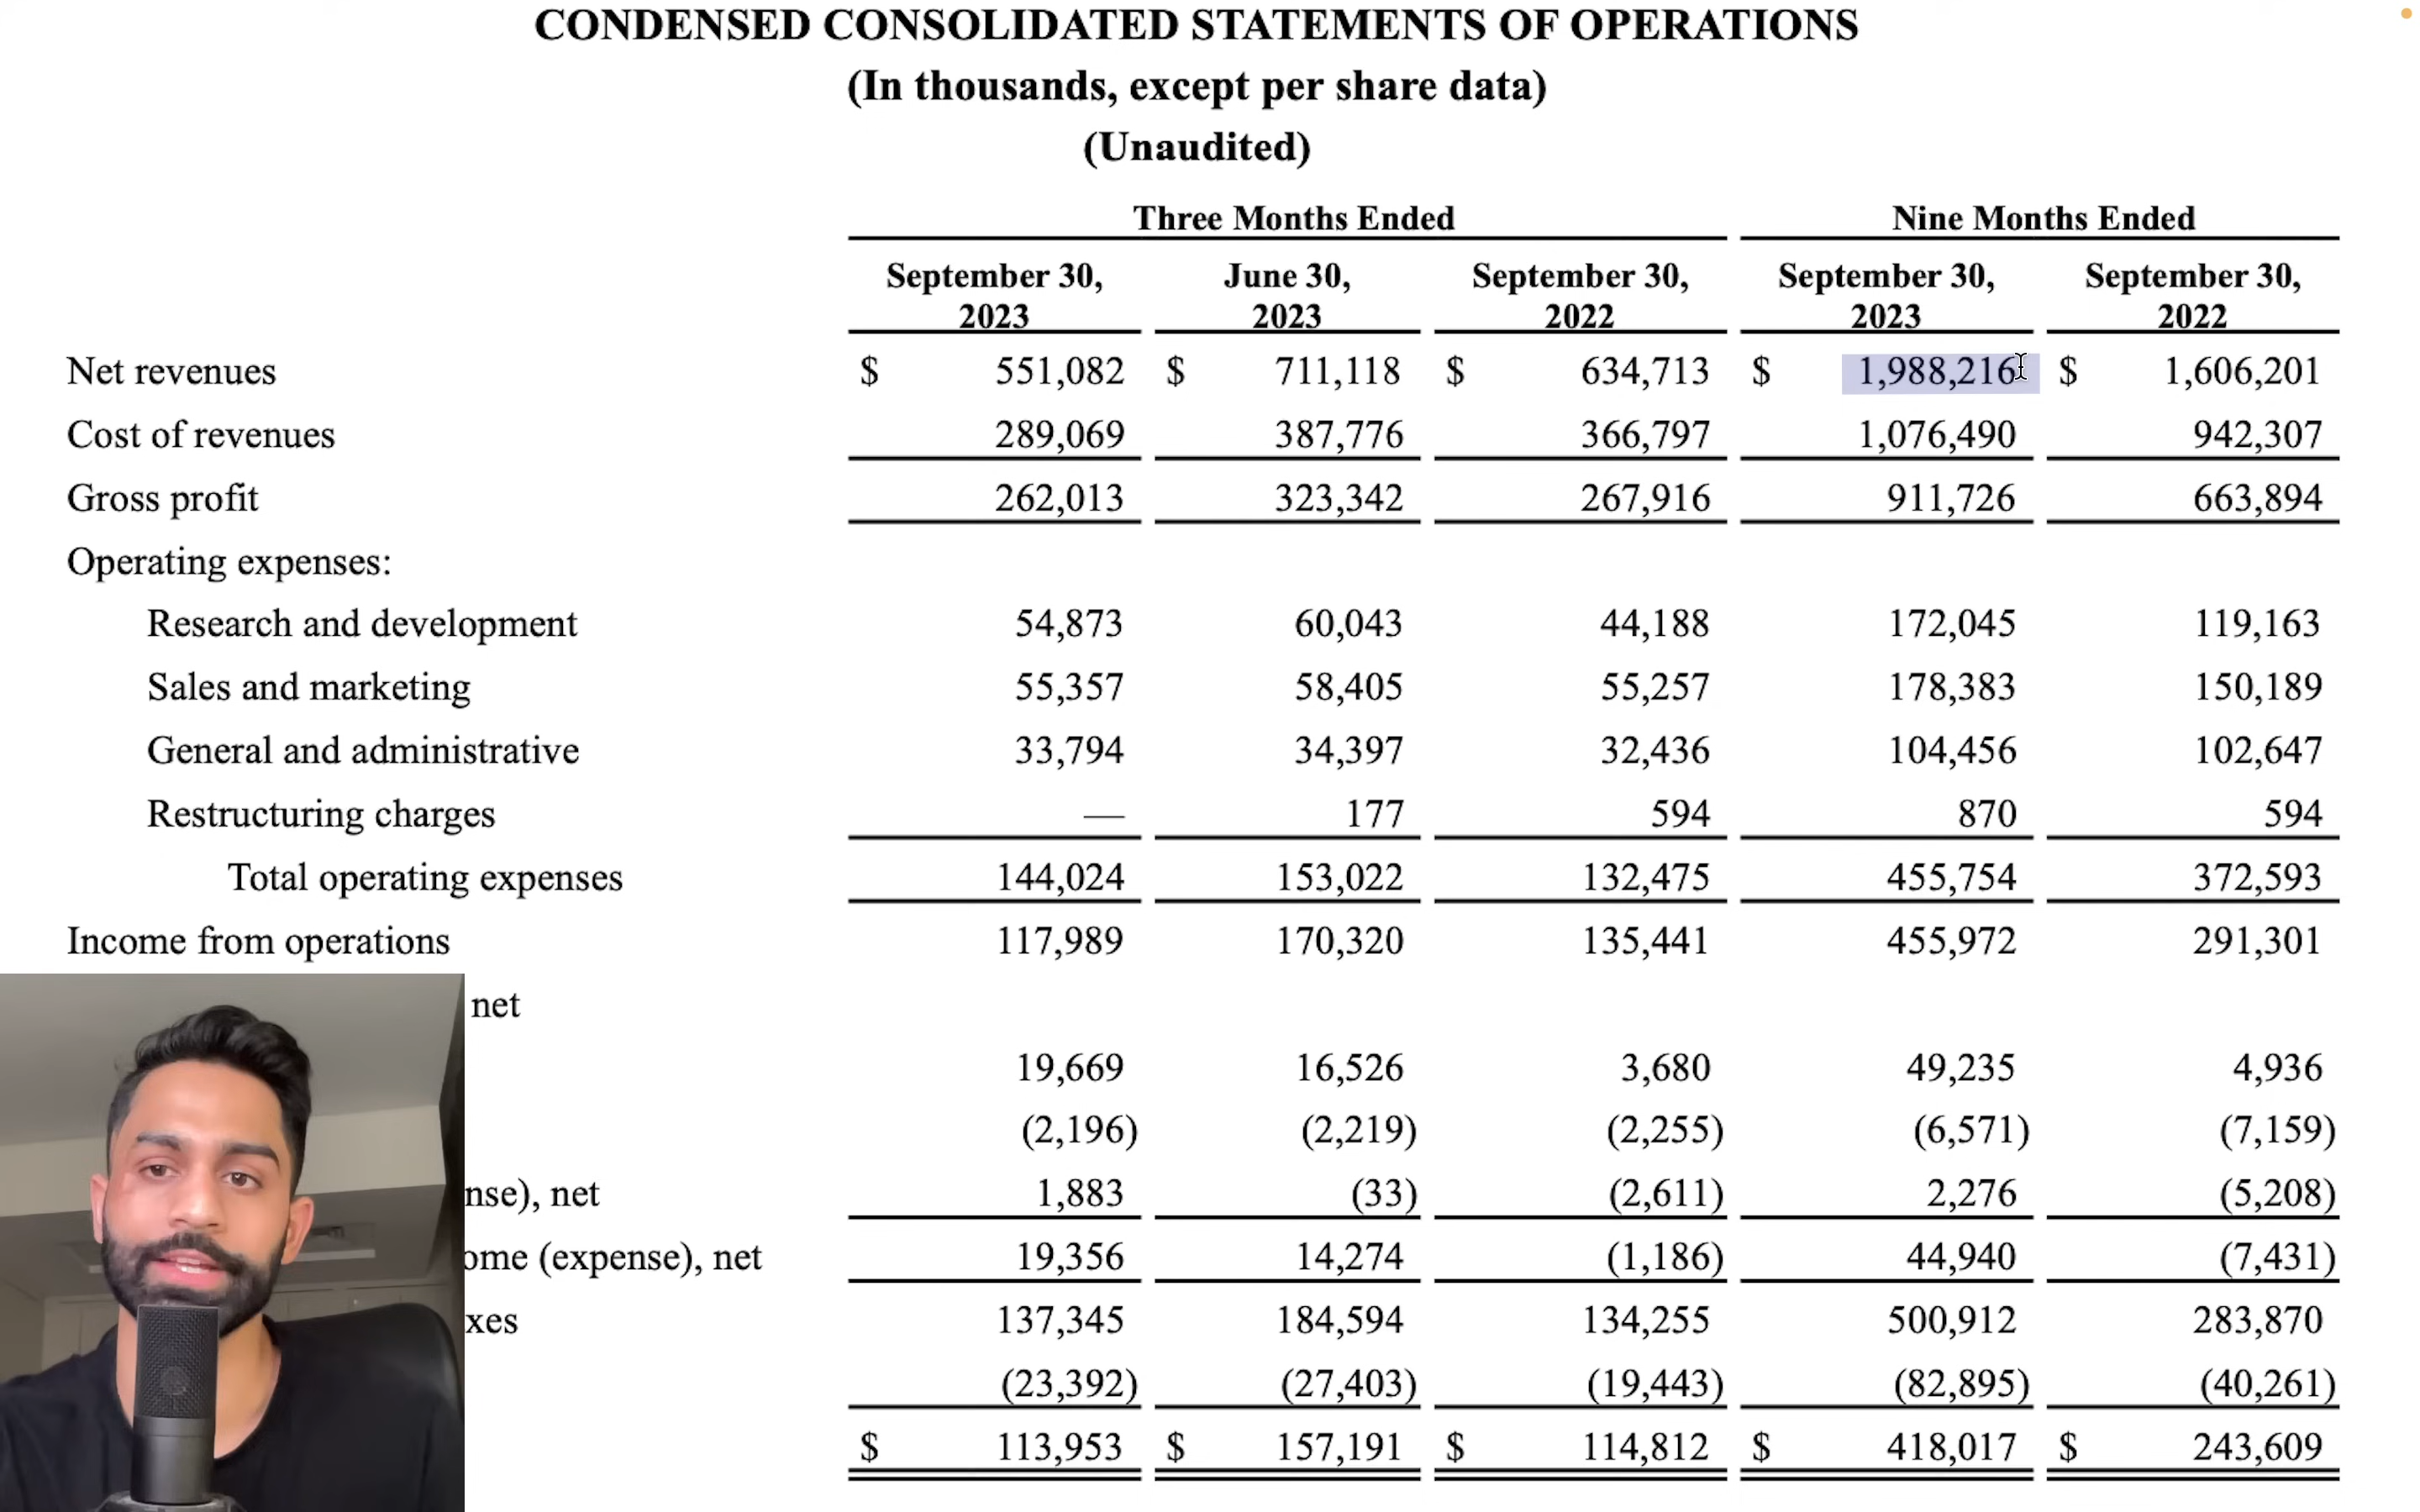 CONDENSED CONSOLIDATED STATEMENTS OF OPERATIONS
(In thousands, except per share data)
(Unaudited)
Three Months Ended Nine Months Ended
September 30, 2023 June 30, 2023 September 30, 2022 September 30, 2023 September 30, 2022
Net revenues $ 551,082 $ 711,118 $ 634,713 $ 1,988,216 $ 1,606,201
Cost of revenues 289,069 387,776 366,797 1,076,490 942,307
Gross profit 262,013 323,342 267,916 911,726 663,894
Operating expenses:
Research and development 54,873 60,043 44,188 172,045 119,163
Sales and marketing 55,357 58,405 55,257 178,383 150,189
General and administrative 33,794 34,397 32,436 104,456 102,647
Restructuring charges — 177 594 870 594
Total operating expenses 144,024 153,022 132,475 455,754 372,593
Income from operations 117,989 170,320 135,441 455,972 291,301
net
19,669 16,526 3,680 49,235 4,936
(2,196) (2,219) (2,255) (6,571) (7,159)
nse), net 1,883 (33) (2,611) 2,276 (5,208)
ome (expense), net 19,356 14,274 (1,186) 44,940 (7,431)
xes 137,345 184,594 134,255 500,912 283,870
(23,392) (27,403) (19,443) (82,895) (40,261)
$ 113,953 $ 157,191 $ 114,812 $ 418,017 $ 243,609